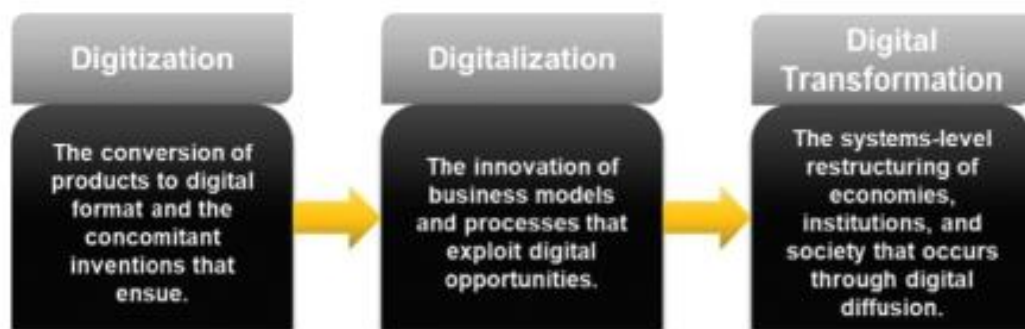 Digitization
The conversion of
products to digital
format and the
concomitant
inventions that
ensue.
Digitalization
The innovation of
business models
and processes that
exploit digital
opportunities.
Digital
Transformation
The systems-level
restructuring of
economies,
institutions, and
society that occurs
through digital
diffusion.